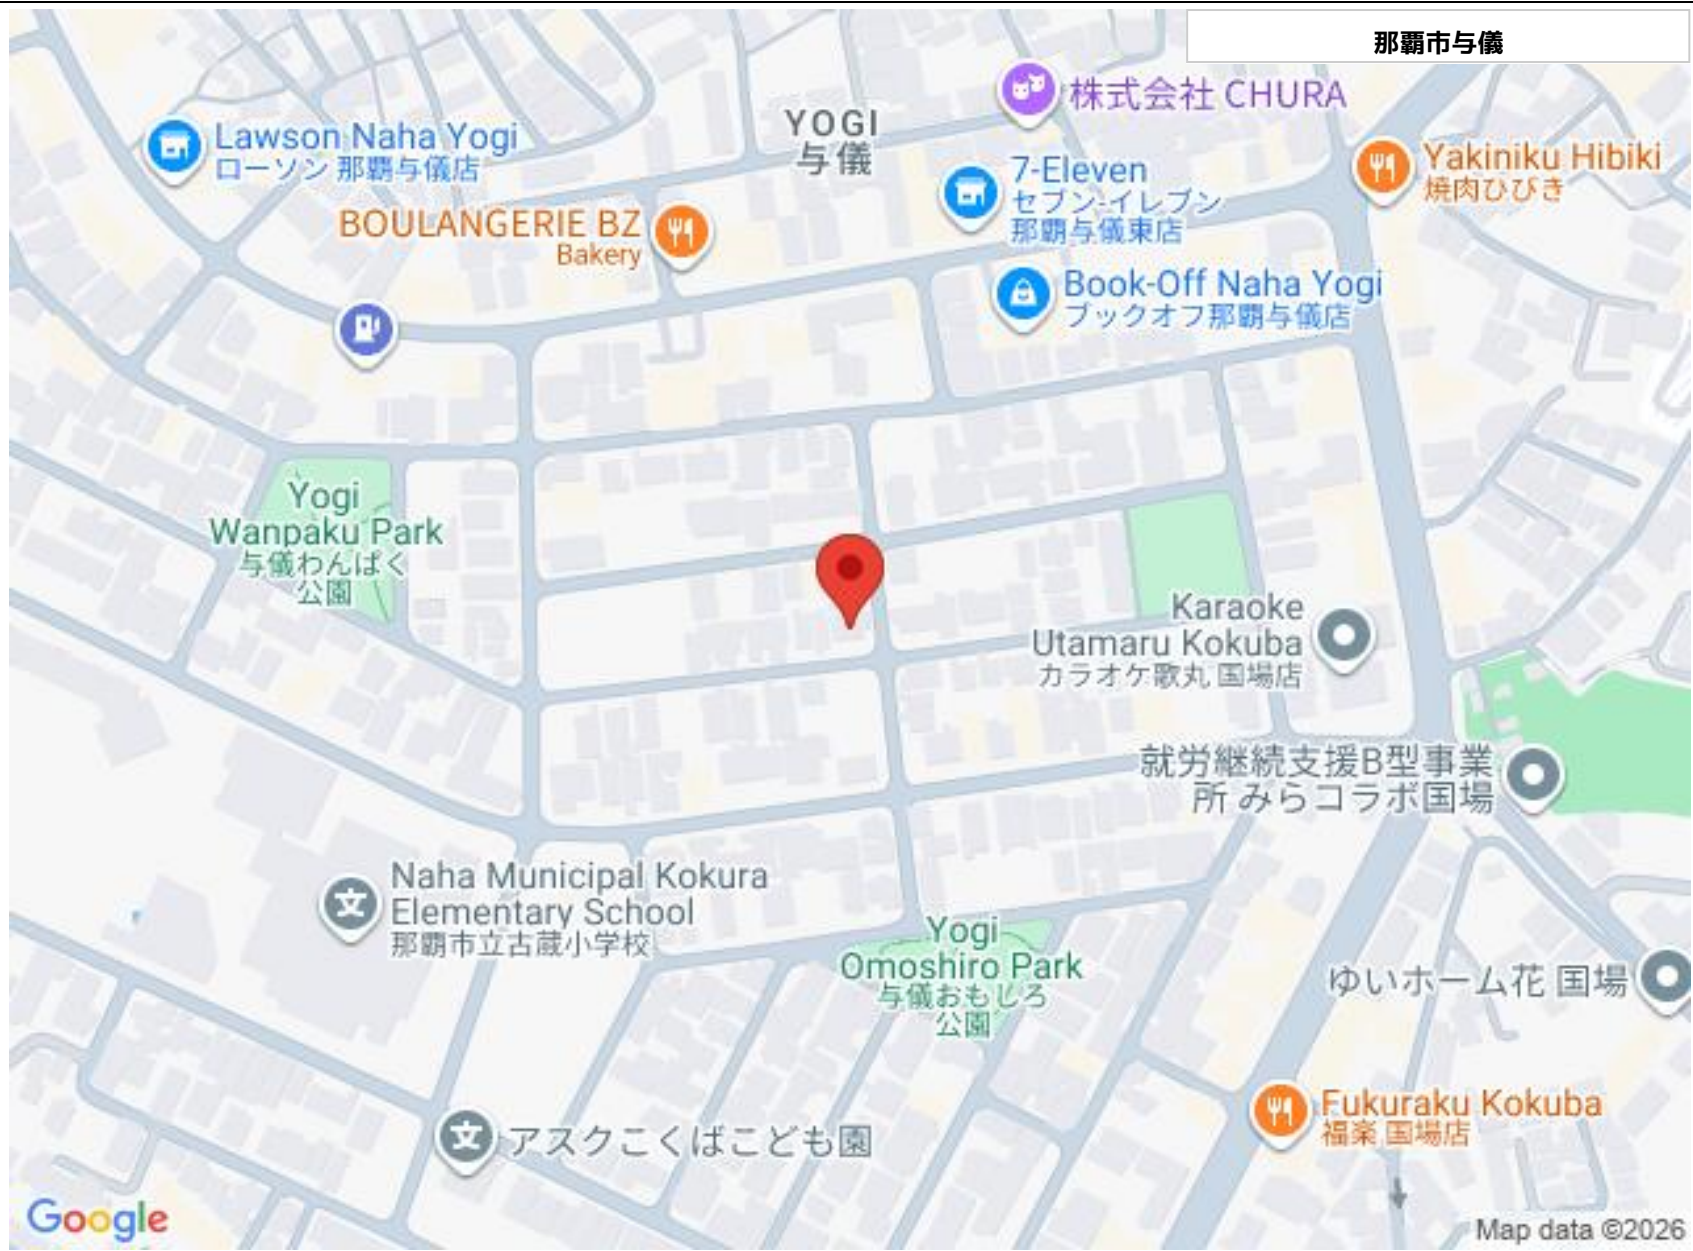 那覇市与儀
株式会社 CHURA
YOGI
与儀
Lawson Naha Yogi
ローソン 那覇与儀店
7-Eleven
セブン-イレブン
那覇与儀東店
Yakiniku Hibiki
焼肉ひびき
BOULANGERIE BZ
Bakery
Book-Off Naha Yogi
ブックオフ那覇与儀店
Yogi
Wanpaku Park
与儀わんぱく
公園
Karaoke
Utamaru Kokuba
カラオケ歌丸 国場店
就労継続支援B型事業
所 みらコラボ国場
Naha Municipal Kokura
Elementary School
那覇市立古蔵小学校
Yogi
Omoshiro Park
与儀おもしろ
公園
ゆいホーム花 国場
Fukuraku Kokuba
福楽 国場店
アスクこくばこども園
Google
Map data ©2026